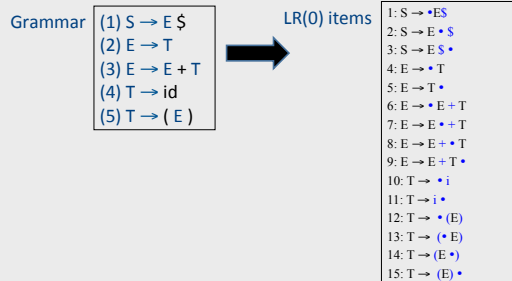 Grammar
(1) S → E $
(2) E → T
(3) E → E + T
(4) T → id
(5) T → ( E )
LR(0) items
1: S → •E$
2: S → E • $
3: S → E $ •
4: E → • T
5: E → T •
6: E → • E + T
7: E → E • + T
8: E → E + • T
9: E → E + T •
10: T → • i
11: T → i •
12: T → • (E)
13: T → (• E)
14: T → (E •)
15: T → (E) •